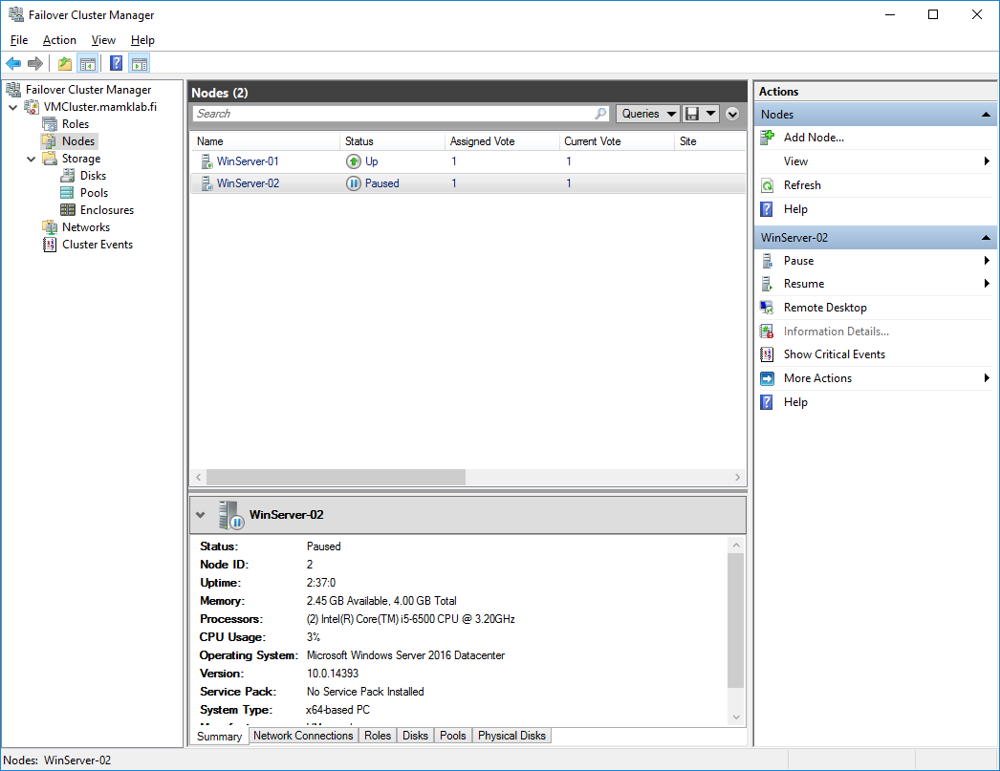 Failover Cluster Manager
File Action View Help
Failover Cluster Manager
VMCluster.mamklab.fi
Roles
Nodes
Storage
Disks
Pools
Enclosures
Networks
Cluster Events
Nodes (2)
Search Queries
Name Status Assigned Vote Current Vote Site
WinServer-01 Up 1 1
WinServer-02 Paused 1 1
WinServer-02
Status: Paused
Node ID: 2
Uptime: 2:37:0
Memory: 2.45 GB Available, 4.00 GB Total
Processors: (2) Intel(R) Core(TM) i5-6500 CPU @ 3.20GHz
CPU Usage: 3%
Operating System: Microsoft Windows Server 2016 Datacenter
Version: 10.0.14393
Service Pack: No Service Pack Installed
System Type: x64-based PC
Summary Network Connections Roles Disks Pools Physical Disks
Actions
Nodes
Add Node...
View
Refresh
Help
WinServer-02
Pause
Resume
Remote Desktop
Information Details...
Show Critical Events
More Actions
Help
Nodes: WinServer-02